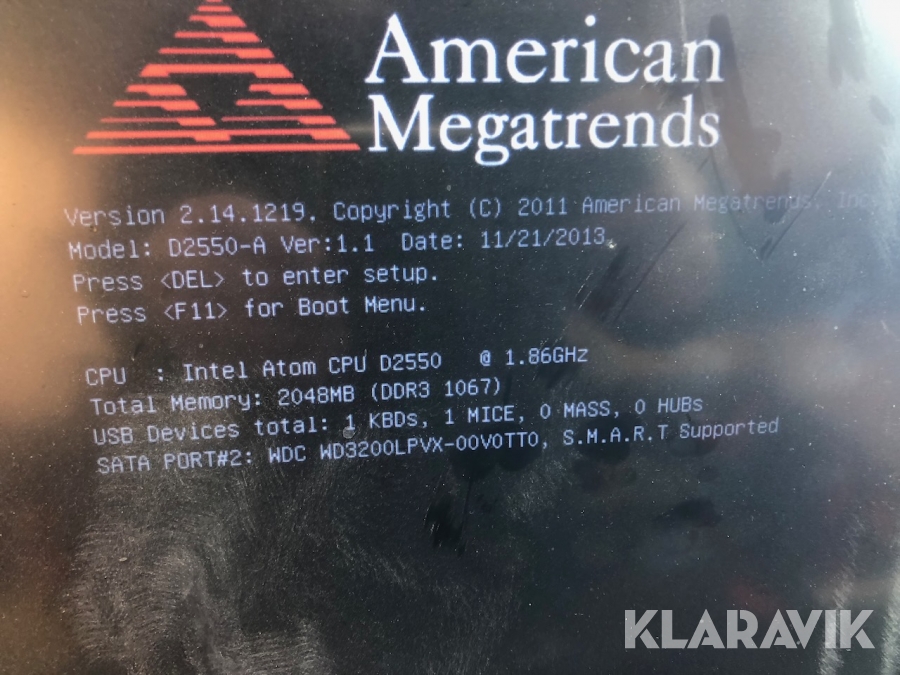 American
Megatrends
Version 2.14.1219. Copyright (C) 2011 American Megatrends, Inc.
Model: D2550-A Ver:1.1 Date: 11/21/2013.
Press <DEL> to enter setup.
Press <F11> for Boot Menu.
CPU : Intel Atom CPU D2550 @ 1.86GHz
Total Memory: 2048MB (DDR3 1067)
USB Devices total: 1 KBDs, 1 MICE, 0 MASS, 0 HUBs
SATA PORT#2: WDC WD3200LPVX-00V0TT0, S.M.A.R.T Supported
KLARAVIK